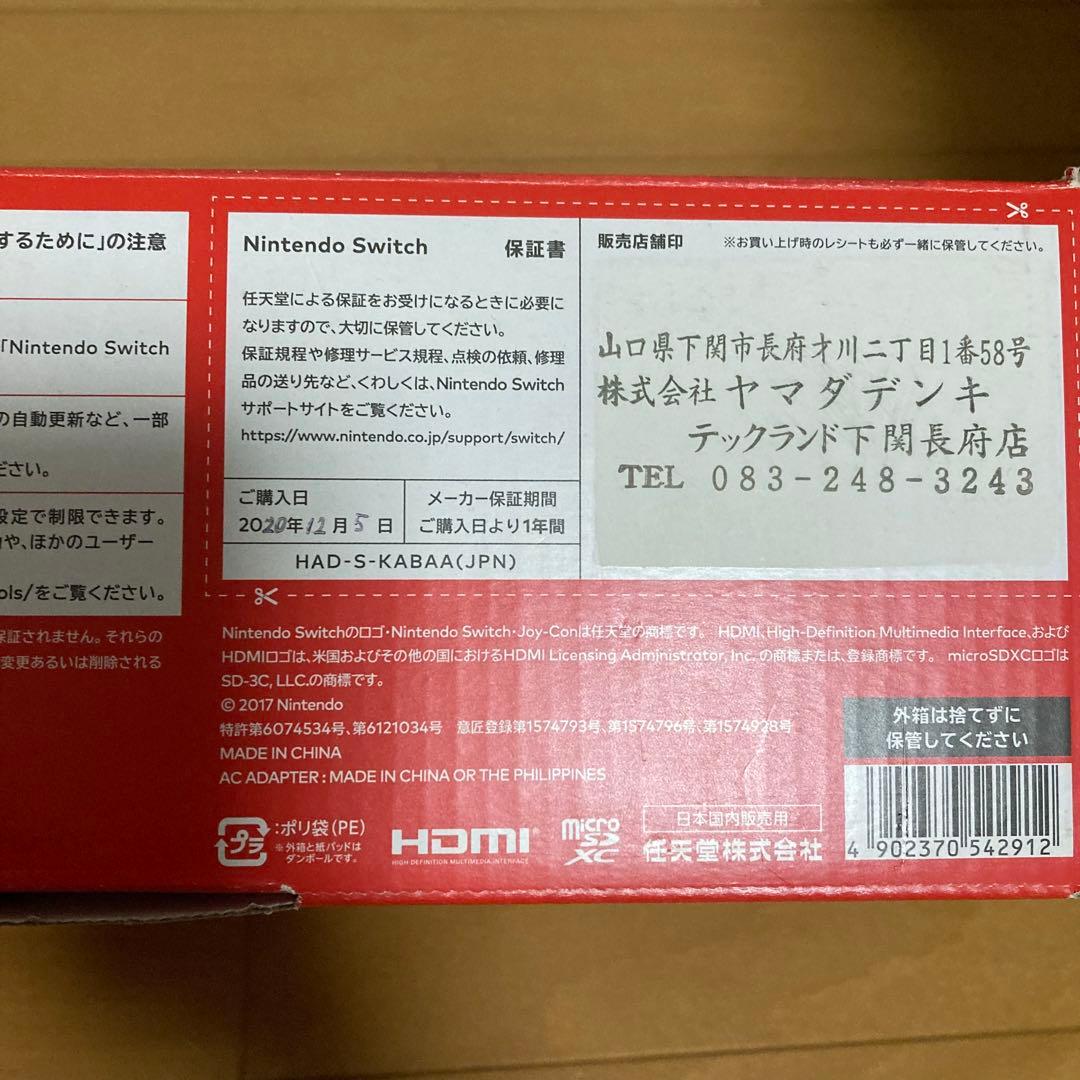 するために」の注意
「Nintendo Switch
の自動更新など、一部
ださい。
設定で制限できます。
や、ほかのユーザー
ols/をご覧ください。
保証されません。それらの
変更あるいは削除される
Nintendo Switch 保証書
任天堂による保証をお受けになるときに必要に
なりますので、大切に保管してください。
保証規程や修理サービス規程、点検の依頼、修理
品の送り先など、くわしくは、Nintendo Switch
サポートサイトをご覧ください。
https://www.nintendo.co.jp/support/switch/
ご購入日
2020年12月5日
メーカー保証期間
ご購入日より1年間
HAD-S-KABAA(JPN)
販売店舗印 ※お買い上げ時のレシートも必ず一緒に保管してください。
山口県下関市長府才川二丁目1番58号
株式会社 ヤマダデンキ
テックランド下関長府店
TEL 083-248-3243
Nintendo Switchのロゴ・Nintendo Switch・Joy-Conは任天堂の商標です。 HDMI、High-Definition Multimedia Interface、および
HDMIロゴは、米国およびその他の国におけるHDMI Licensing Administrator, Inc. の商標または、登録商標です。 microSDXCロゴは
SD-3C, LLC.の商標です。
© 2017 Nintendo
特許第6074534号、第6121034号 意匠登録第1574793号、第1574796号、第1574928号
MADE IN CHINA
AC ADAPTER : MADE IN CHINA OR THE PHILIPPINES
プラ
:ポリ袋(PE)
※外箱と紙パッドは
ダンボールです。
HDMI
HIGH-DEFINITION MULTIMEDIA INTERFACE
micro
SD
XC
日本国内販売用
任天堂株式会社
外箱は捨てずに
保管してください
4 902370 542912